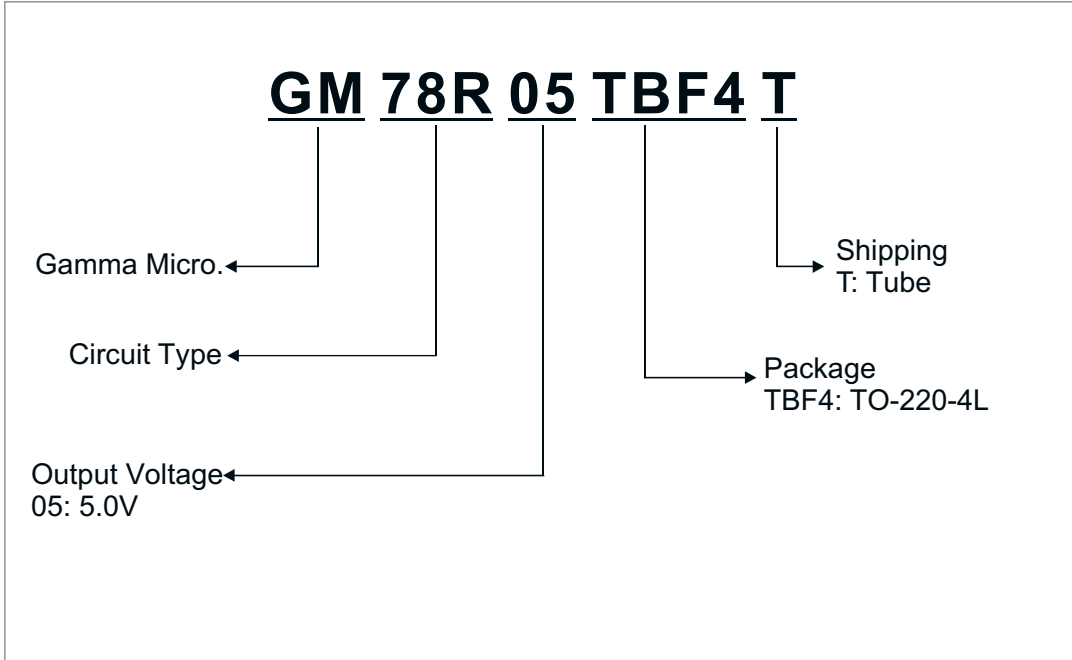 GM 78R 05 TBF4 T
Gamma Micro.
Shipping
T: Tube
Circuit Type
Package
TBF4: TO-220-4L
Output Voltage
05: 5.0V